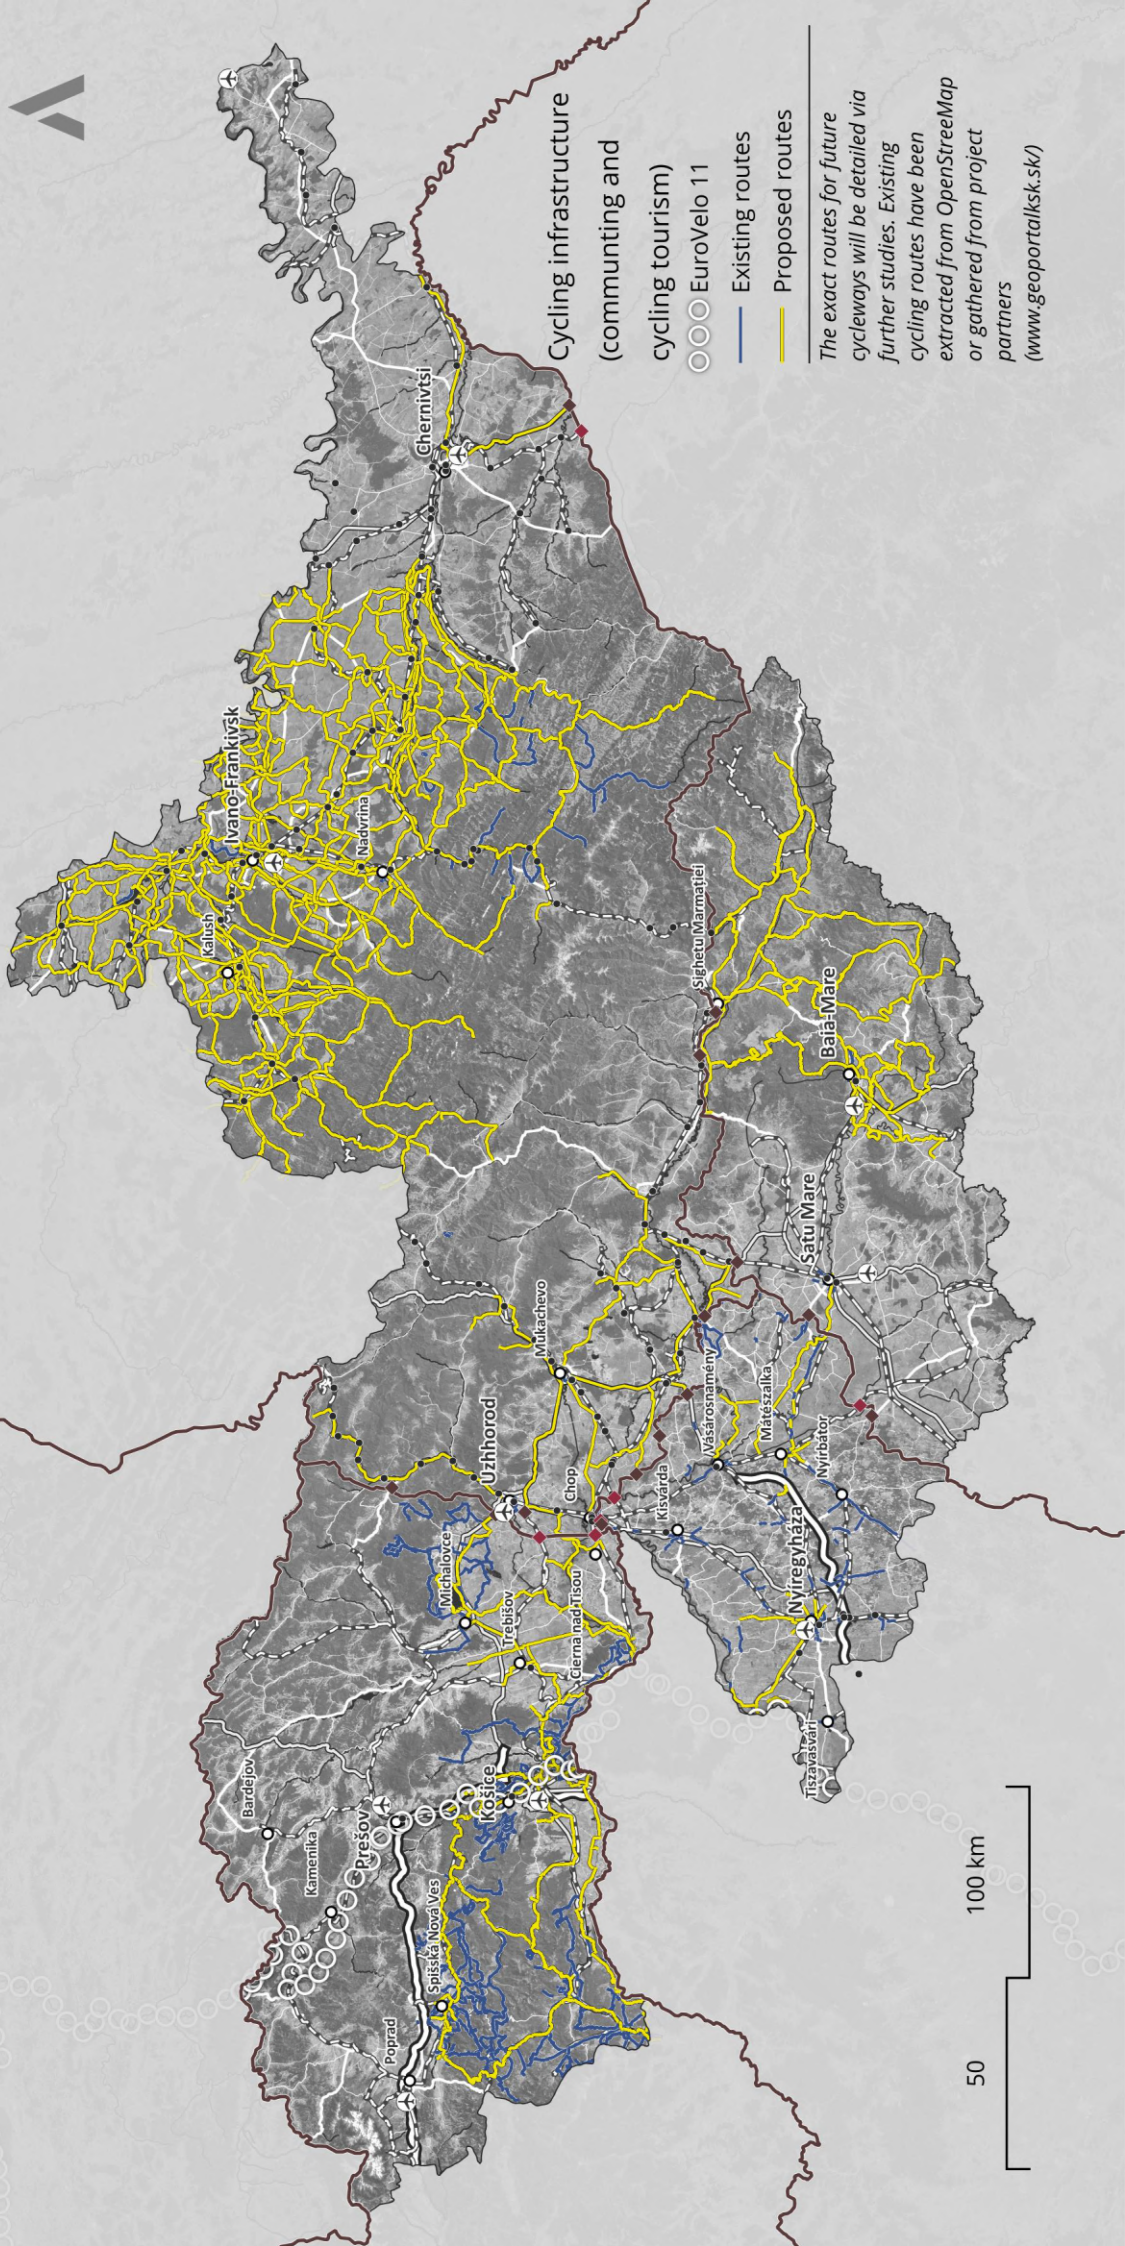 Ivano-Frankivsk
Kalush
Nadvrina
Chernivtsi
Bardejov
Kamenika
Prešov
Poprad
Spišská Nová Ves
Košice
Michalovce
Trebišov
Cierna nad Tisou
Uzhhorod
Mukachevo
Chop
Kisvárda
Vásárosnamény
Mátészalka
Nyírbátor
Nyíregyháza
Tiszavasvári
Satu Mare
Baia-Mare
Sighetu Marmației
Cycling infrastructure
(communting and
cycling tourism)
EuroVelo 11
Existing routes
Proposed routes
The exact routes for future
cycleways will be detailed via
further studies. Existing
cycling routes have been
extracted from OpenStreeMap
or gathered from project
partners
(www.geoportalksk.sk/)
50
100 km